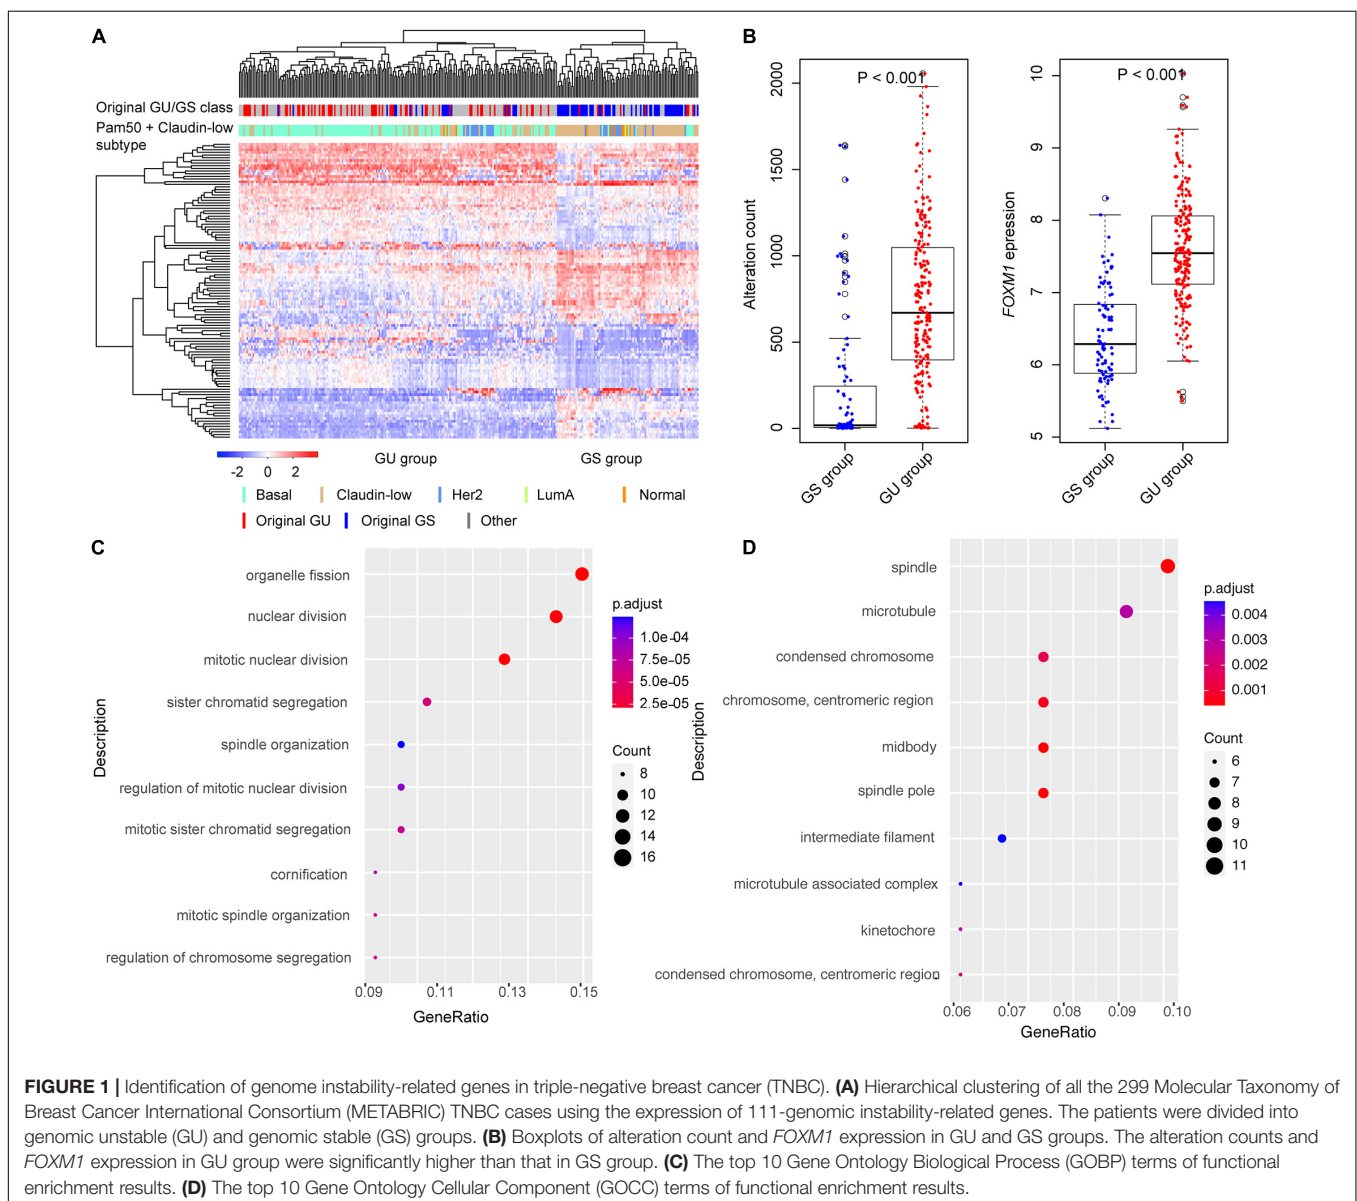 A
Original GU/GS class
Pam50 + Claudin-low
subtype
-2 0 2
GU group
GS group
Basal Claudin-low Her2 LumA Normal
Original GU Original GS Other
B
Alteration count
0 500 1000 1500 2000
P < 0.001
GS group
GU group
FOXM1 epression
5 6 7 8 9 10
P < 0.001
GS group
GU group
C
Description
organelle fission
nuclear division
mitotic nuclear division
sister chromatid segregation
spindle organization
regulation of mitotic nuclear division
mitotic sister chromatid segregation
cornification
mitotic spindle organization
regulation of chromosome segregation
0.09 0.11 0.13 0.15
GeneRatio
p.adjust
1.0e-04
7.5e-05
5.0e-05
2.5e-05
Count
8
10
12
14
16
D
Description
spindle
microtubule
condensed chromosome
chromosome, centromeric region
midbody
spindle pole
intermediate filament
microtubule associated complex
kinetochore
condensed chromosome, centromeric region
0.06 0.07 0.08 0.09 0.10
GeneRatio
p.adjust
0.004
0.003
0.002
0.001
Count
6
7
8
9
10
11
FIGURE 1 | Identification of genome instability-related genes in triple-negative breast cancer (TNBC). (A) Hierarchical clustering of all the 299 Molecular Taxonomy of
Breast Cancer International Consortium (METABRIC) TNBC cases using the expression of 111-genomic instability-related genes. The patients were divided into
genomic unstable (GU) and genomic stable (GS) groups. (B) Boxplots of alteration count and FOXM1 expression in GU and GS groups. The alteration counts and
FOXM1 expression in GU group were significantly higher than that in GS group. (C) The top 10 Gene Ontology Biological Process (GOBP) terms of functional
enrichment results. (D) The top 10 Gene Ontology Cellular Component (GOCC) terms of functional enrichment results.